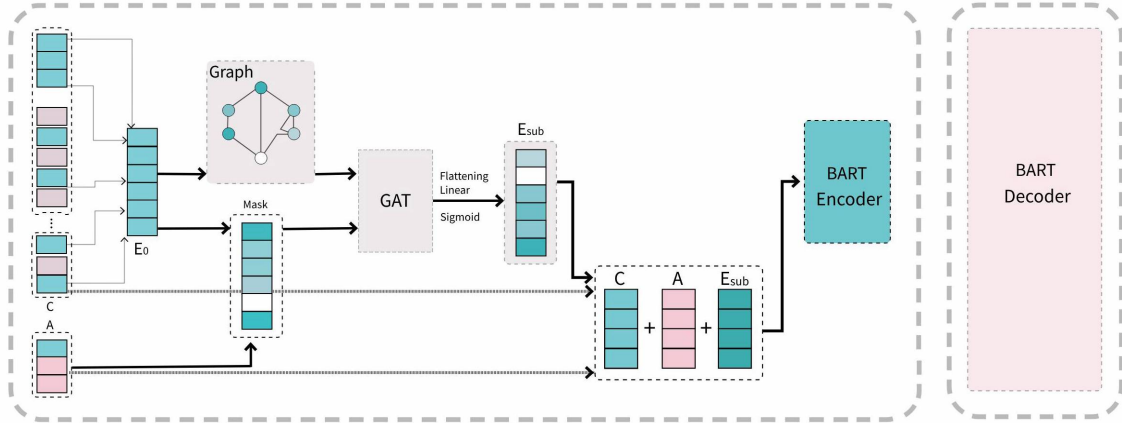 Graph
Esub
BART
Encoder
BART
Decoder
GAT
Flattening
Linear
Sigmoid
Mask
E0
⋮
C
A
C
A
Esub
+
+